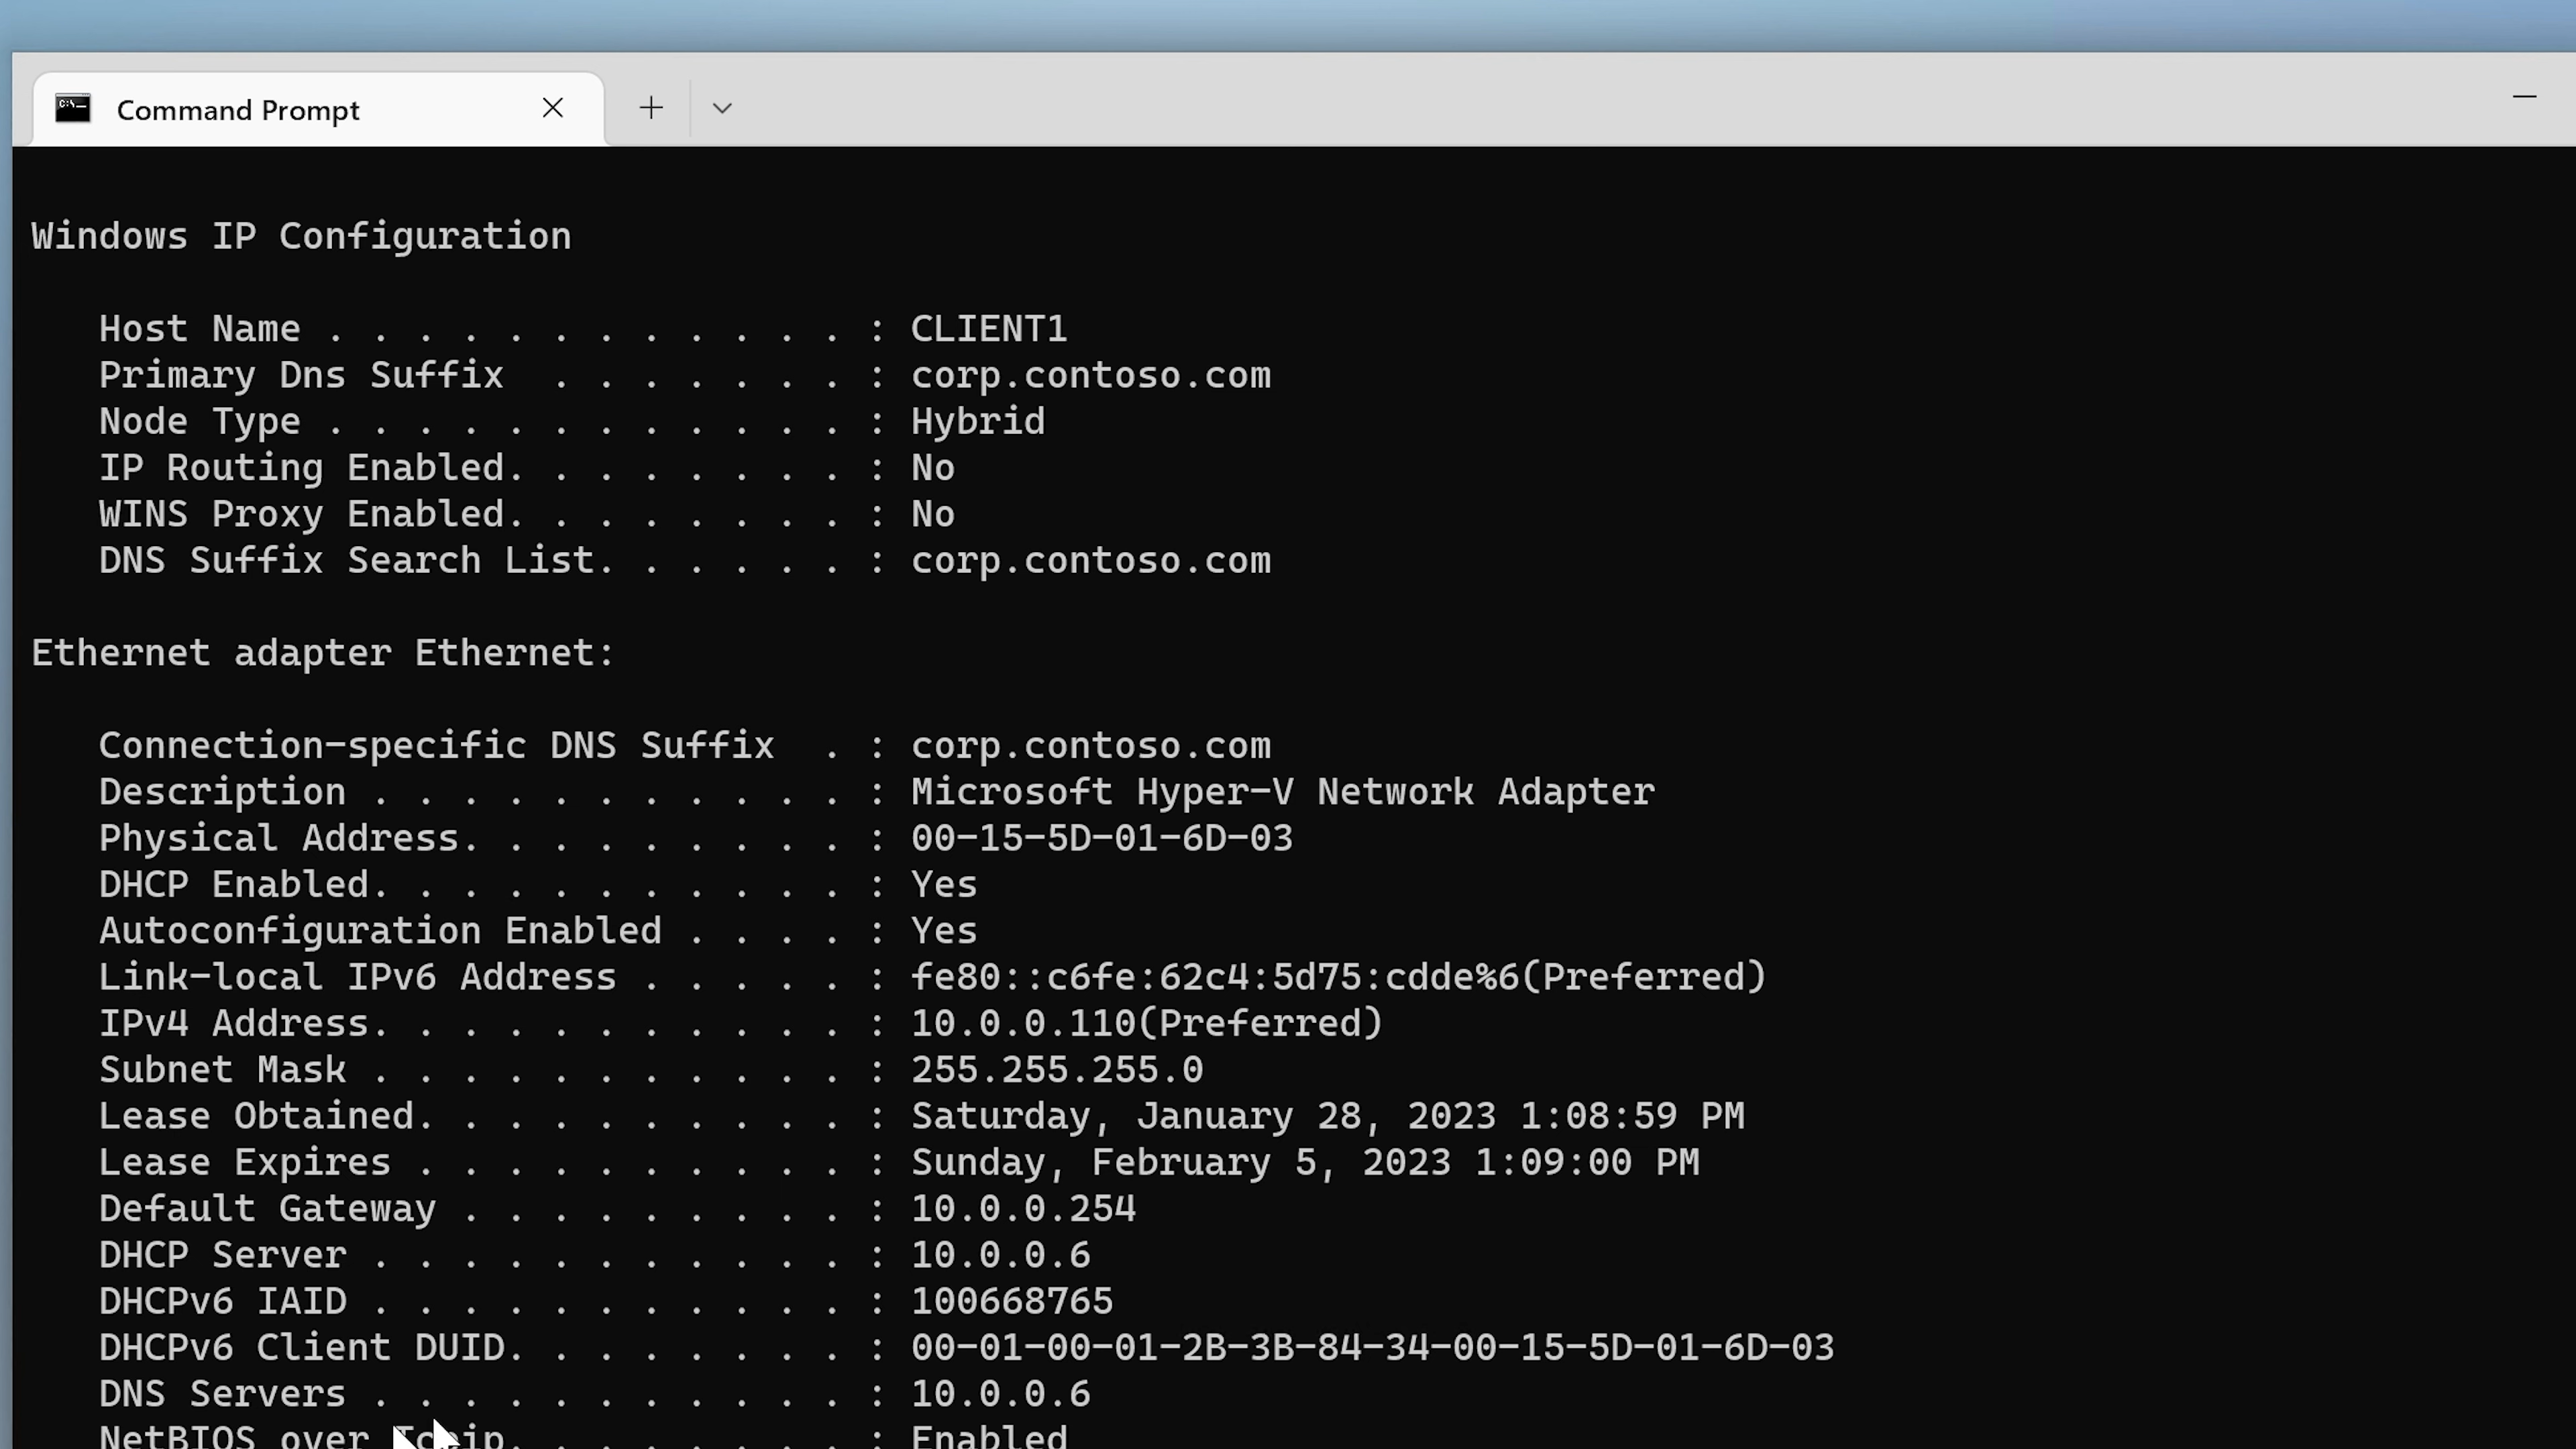 Command Prompt
Windows IP Configuration
Host Name . . . . . . . . . . . . : CLIENT1
Primary Dns Suffix  . . . . . . . : corp.contoso.com
Node Type . . . . . . . . . . . . : Hybrid
IP Routing Enabled. . . . . . . . : No
WINS Proxy Enabled. . . . . . . . : No
DNS Suffix Search List. . . . . . : corp.contoso.com
Ethernet adapter Ethernet:
Connection-specific DNS Suffix  . : corp.contoso.com
Description . . . . . . . . . . . : Microsoft Hyper-V Network Adapter
Physical Address. . . . . . . . . : 00-15-5D-01-6D-03
DHCP Enabled. . . . . . . . . . . : Yes
Autoconfiguration Enabled . . . . : Yes
Link-local IPv6 Address . . . . . : fe80::c6fe:62c4:5d75:cdde%6(Preferred)
IPv4 Address. . . . . . . . . . . : 10.0.0.110(Preferred)
Subnet Mask . . . . . . . . . . . : 255.255.255.0
Lease Obtained. . . . . . . . . . : Saturday, January 28, 2023 1:08:59 PM
Lease Expires . . . . . . . . . . : Sunday, February 5, 2023 1:09:00 PM
Default Gateway . . . . . . . . . : 10.0.0.254
DHCP Server . . . . . . . . . . . : 10.0.0.6
DHCPv6 IAID . . . . . . . . . . . : 100668765
DHCPv6 Client DUID. . . . . . . . : 00-01-00-01-2B-3B-84-34-00-15-5D-01-6D-03
DNS Servers . . . . . . . . . . . : 10.0.0.6
NetBIOS over Tcpip. . . . . . . . : Enabled